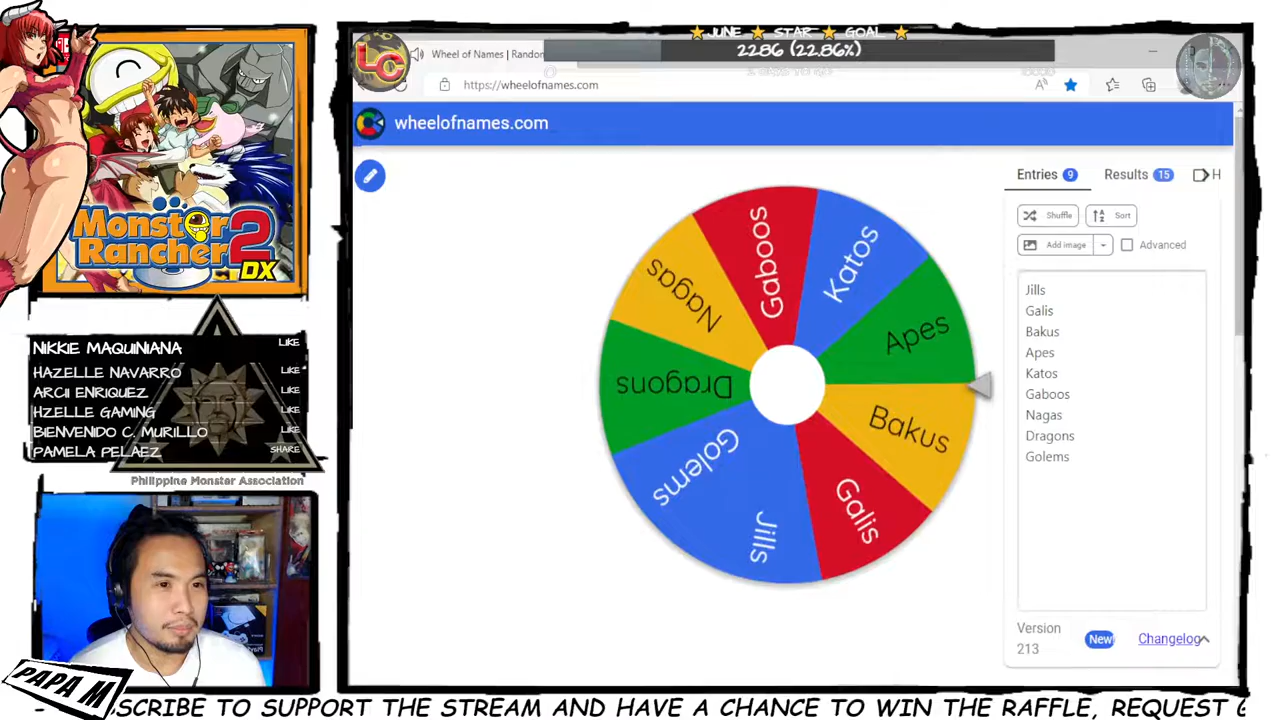 JUNE STAR GOAL
2286 (22.86%)
Wheel of Names | Random
https://wheelofnames.com
LC
wheelofnames.com
Monster
Rancher 2
DX
Entries 9
Results 15
H
Shuffle
Sort
Add image
Advanced
Jills
Galis
Bakus
Apes
Katos
Gaboos
Nagas
Dragons
Golems
Version
213
New!
Changelog
Gaboos
Katos
Apes
Bakus
Galis
Jills
Golems
Dragons
Nagas
NIKKIE MAQUINIANA LIKE
HAZELLE NAVARRO LIKE
ARCII ENRIQUEZ LIKE
HZELLE GAMING LIKE
BIENVENIDO C. MURILLO LIKE
PAMELA PELAEZ SHARE
Philippine Monster Association
PAPA M
SCRIBE TO SUPPORT THE STREAM AND HAVE A CHANCE TO WIN THE RAFFLE, REQUEST